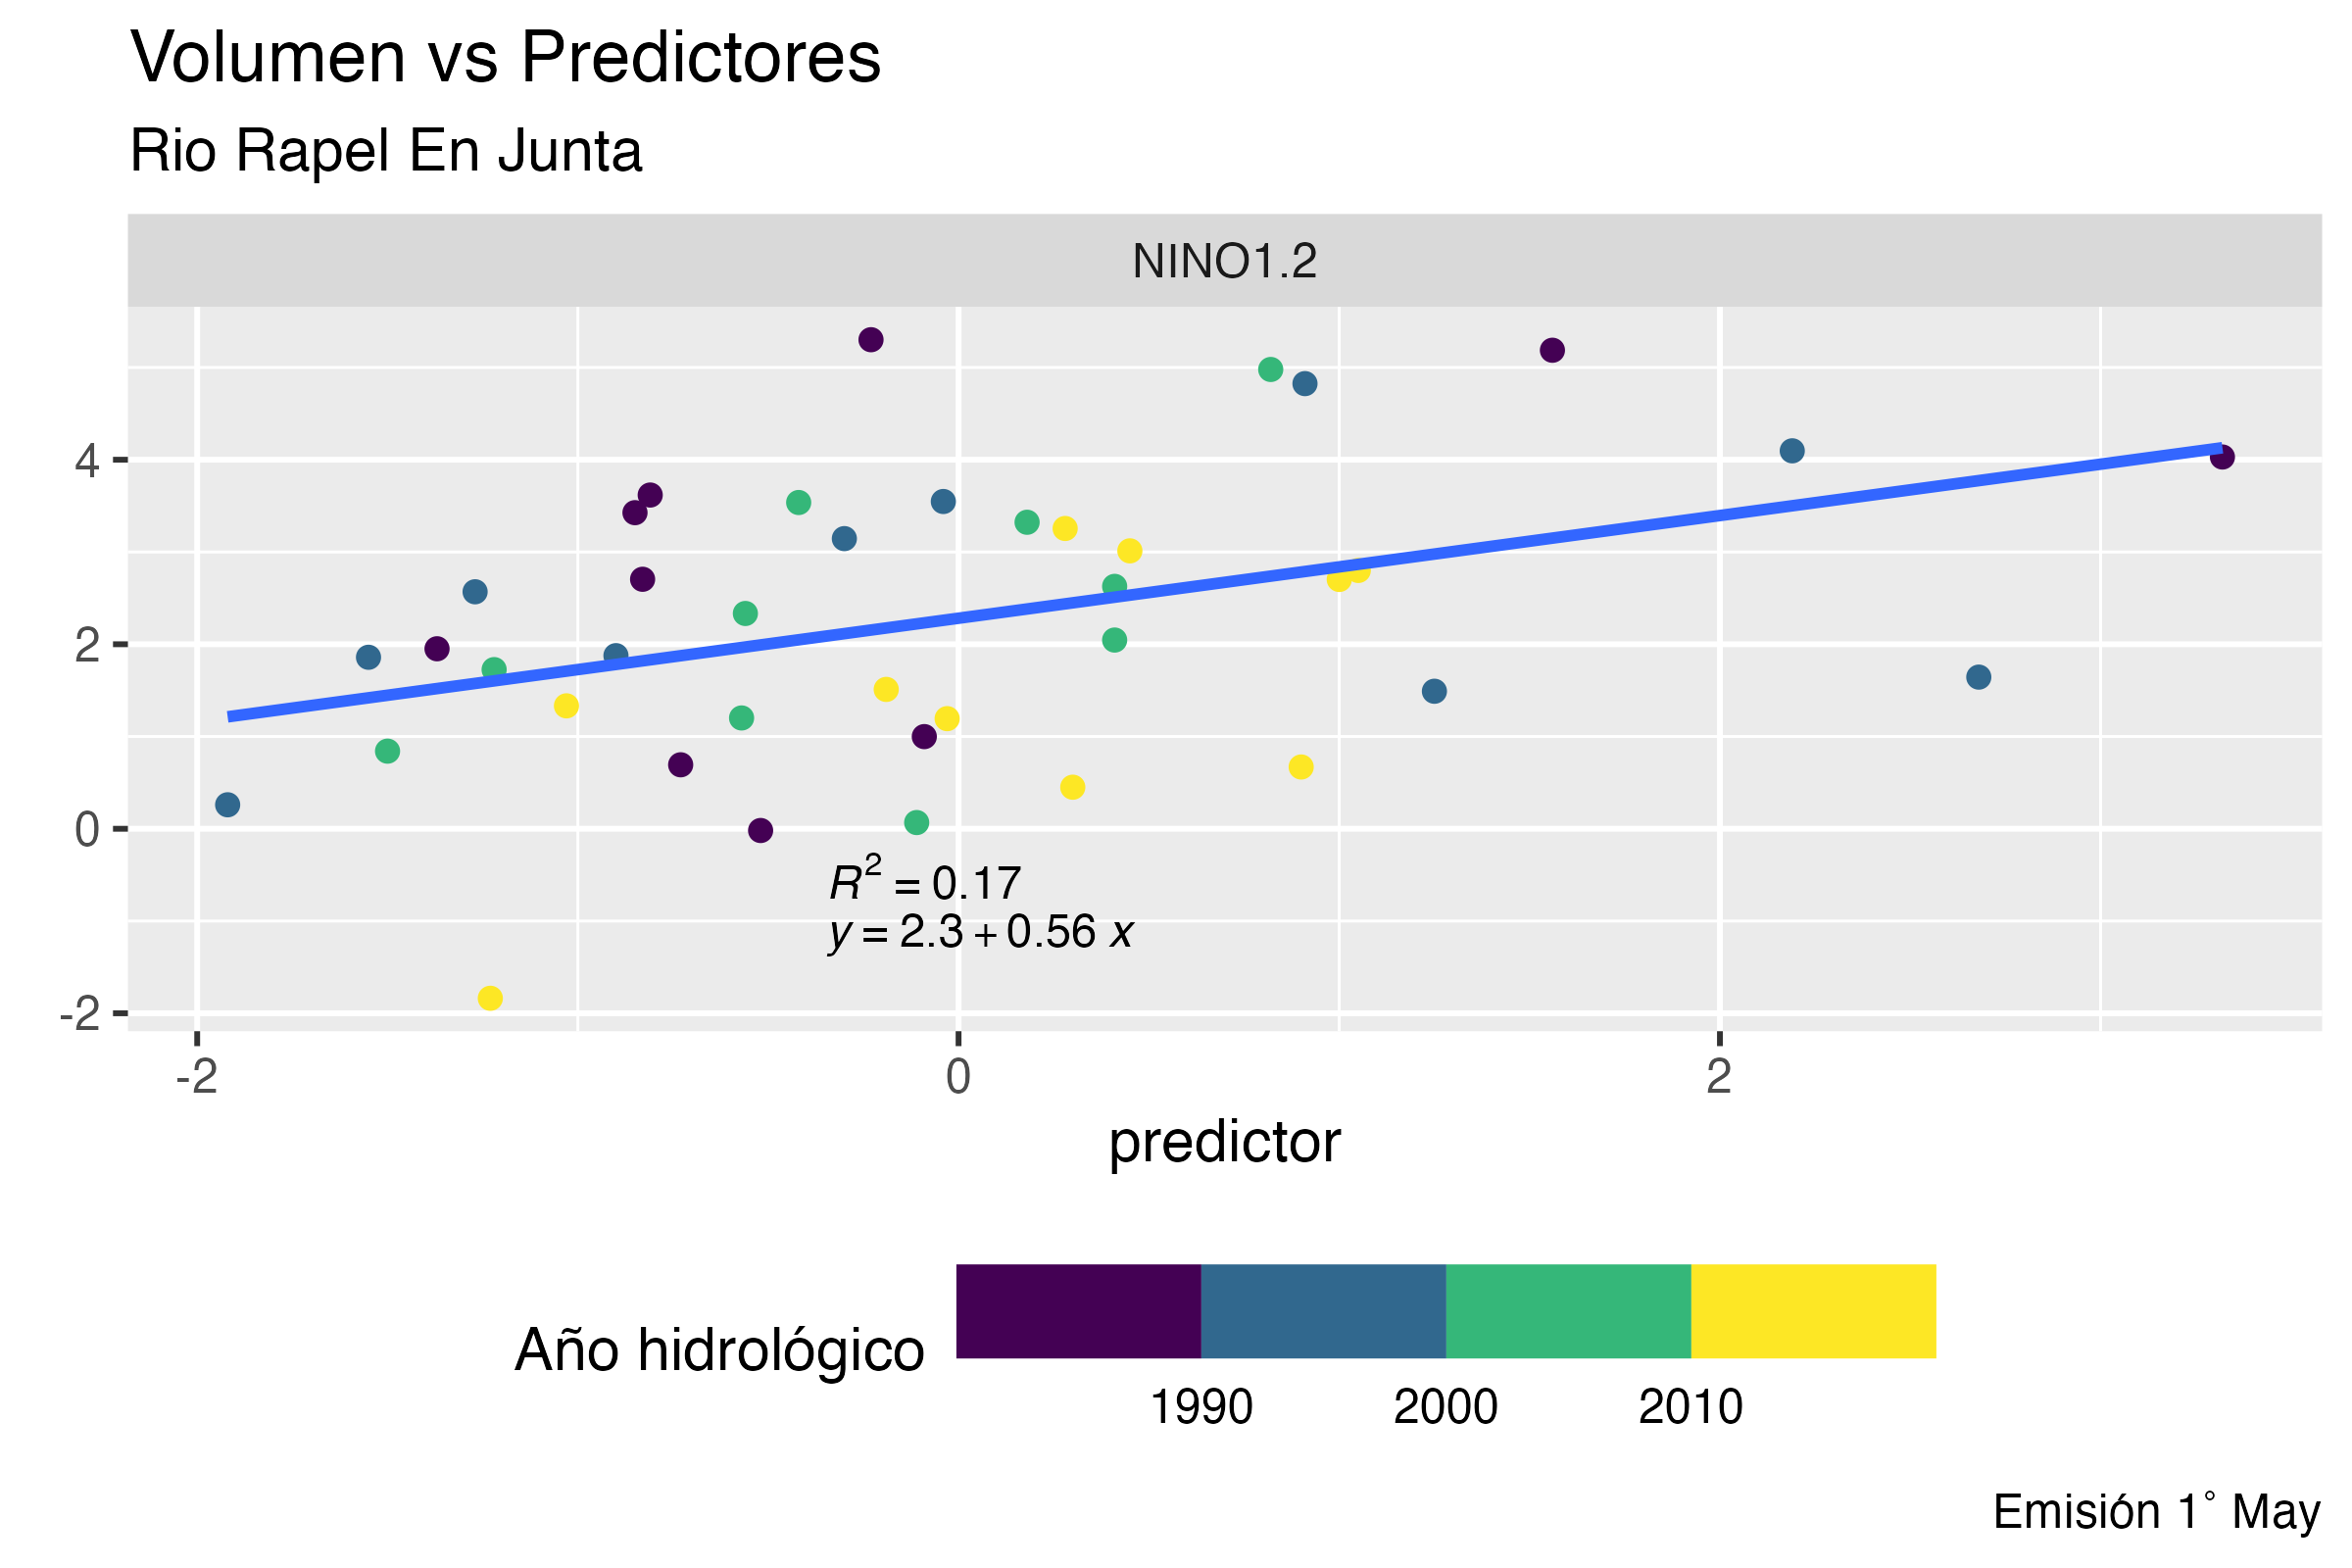 Volumen vs Predictores
Rio Rapel En Junta
NINO1.2
4
2
0
-2
R² = 0.17
y = 2.3 + 0.56 x
-2 0 2
predictor
Año hidrológico
1990 2000 2010
Emisión 1° May